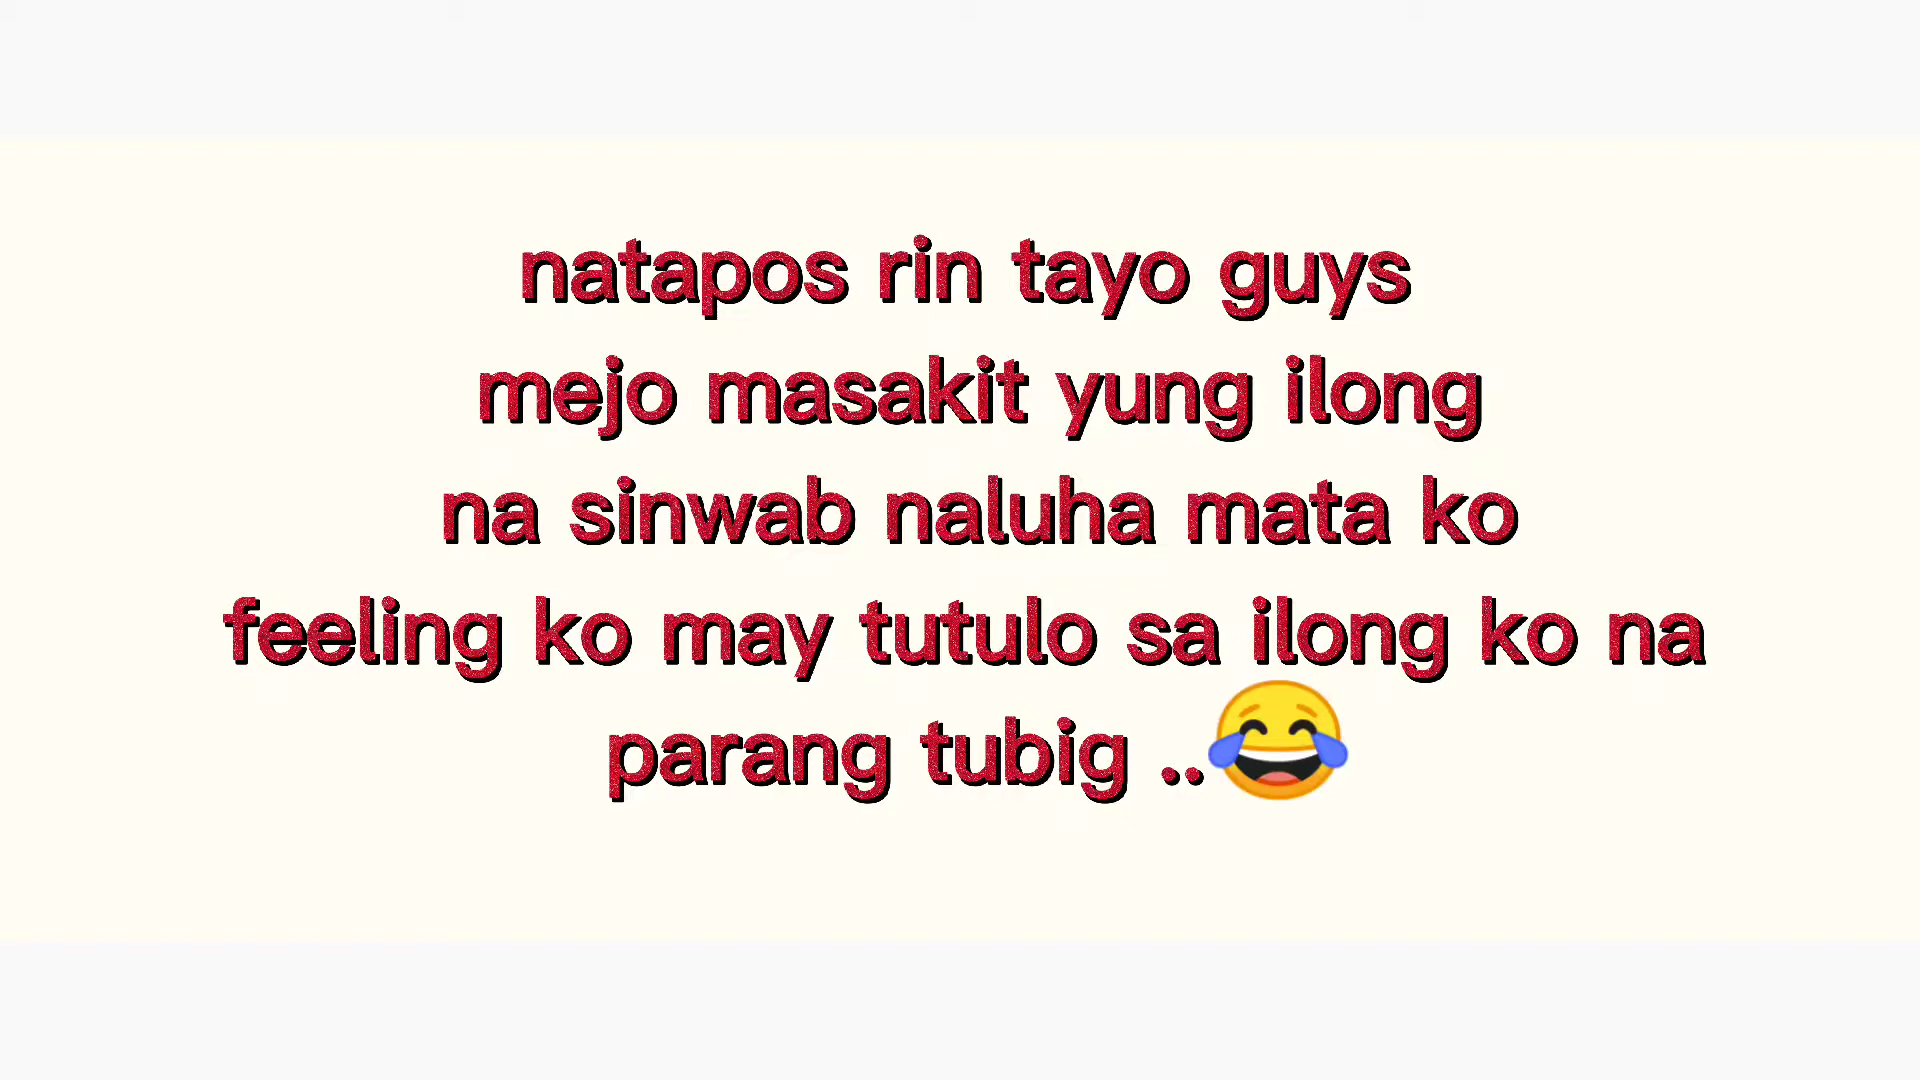 natapos rin tayo guys
mejo masakit yung ilong
na sinwab naluha mata ko
feeling ko may tutulo sa ilong ko na
parang tubig ..😂